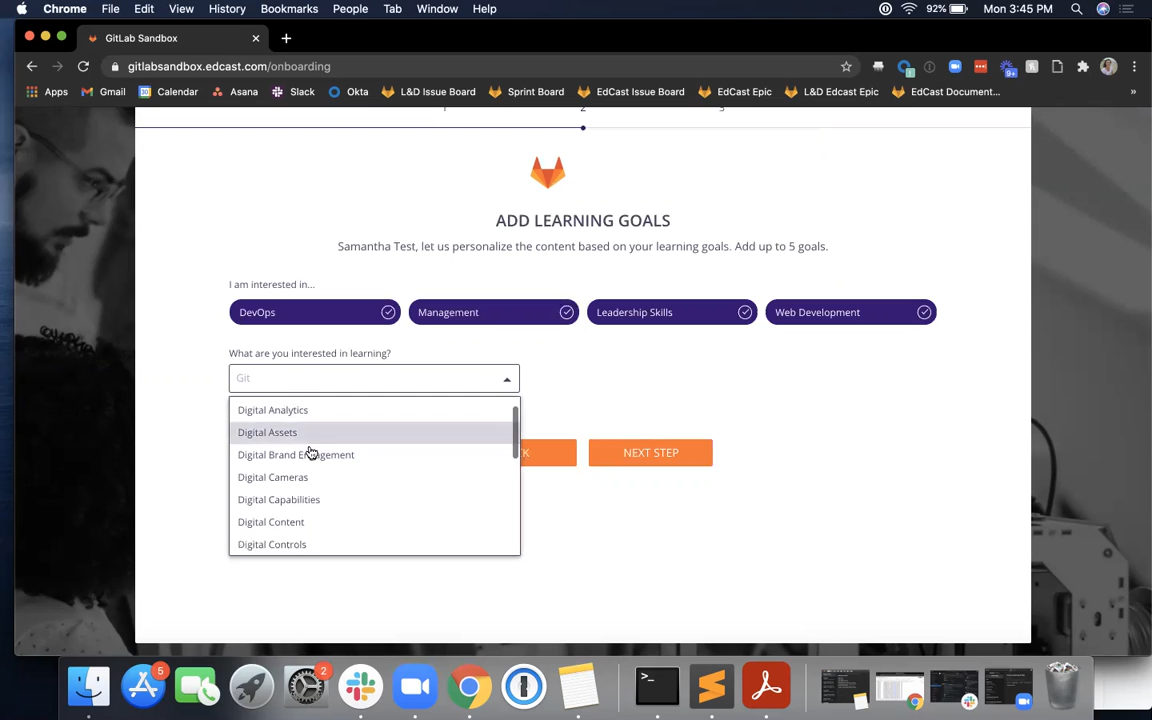 Chrome File Edit View History Bookmarks People Tab Window Help 92% Mon 3:45 PM
GitLab Sandbox
gitlabsandbox.edcast.com/onboarding
1 9+
Apps Gmail 31 Calendar Asana Slack Okta L&D Issue Board Sprint Board EdCast Issue Board EdCast Epic L&D Edcast Epic EdCast Document... »
2 3
ADD LEARNING GOALS
Samantha Test, let us personalize the content based on your learning goals. Add up to 5 goals.
I am interested in...
DevOps Management Leadership Skills Web Development
What are you interested in learning?
Git
Digital Analytics
Digital Assets
Digital Brand Engagement
Digital Cameras
Digital Capabilities
Digital Content
Digital Controls
NEXT STEP
5 2